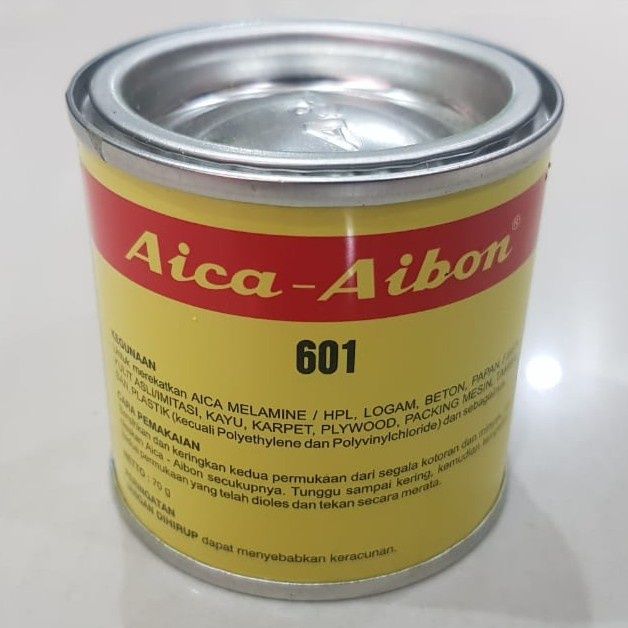 Aica - Aibon®
601
KEGUNAAN
Untuk merekatkan AICA MELAMINE / HPL, LOGAM, BETON, PAPAN
KULIT ASLI/IMITASI, KAYU, KARPET, PLYWOOD, PACKING MESIN,
DAN PLASTIK (kecuali Polyethylene dan Polyvinylchloride) dan sebagainya.
CARA PEMAKAIAN
Bersihkan dan keringkan kedua permukaan dari segala kotoran dan minyak,
Aica - Aibon secukupnya. Tunggu sampai kering, kemudian
kedua permukaan yang telah dioles dan tekan secara merata.
NETTO : 70 g
PERINGATAN
JANGAN DIHIRUP dapat menyebabkan keracunan.